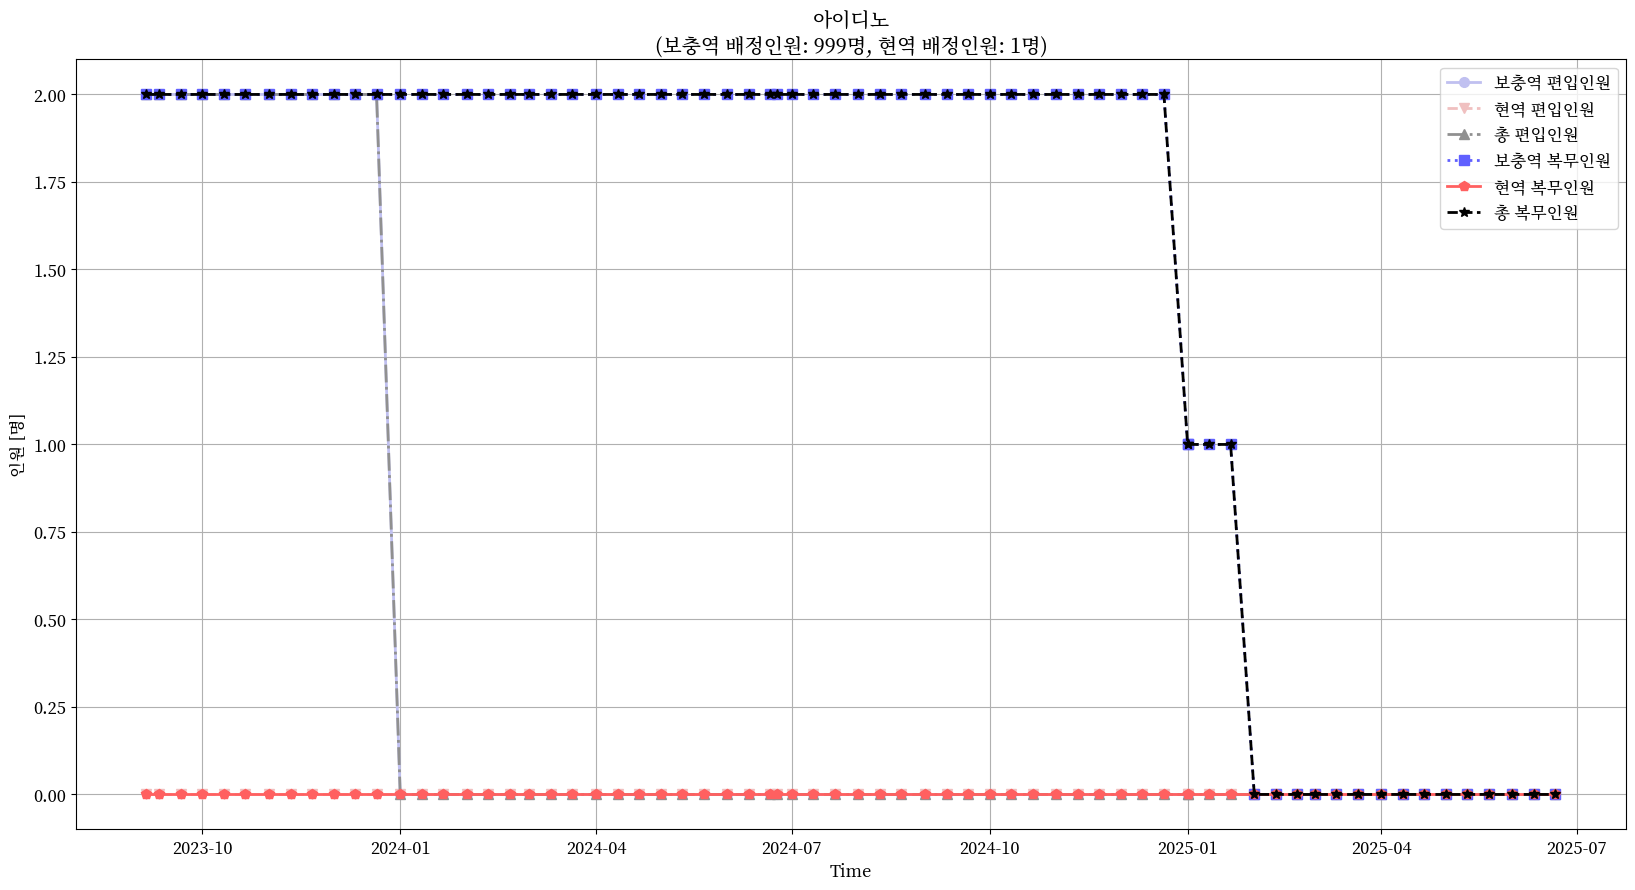 아이디노
(보충역 배정인원: 999명, 현역 배정인원: 1명)
인원 [명]
2.00
1.75
1.50
1.25
1.00
0.75
0.50
0.25
0.00
보충역 편입인원
현역 편입인원
총 편입인원
보충역 복무인원
현역 복무인원
총 복무인원
2023-10
2024-01
2024-04
2024-07
2024-10
2025-01
2025-04
2025-07
Time